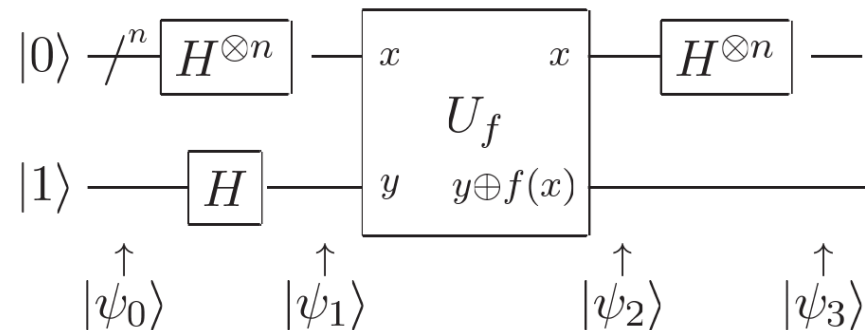 |0⟩ n H⊗n x x H⊗n
U_f
|1⟩ H y y⊕f(x)
↑ ↑ ↑ ↑
|ψ₀⟩ |ψ₁⟩ |ψ₂⟩ |ψ₃⟩